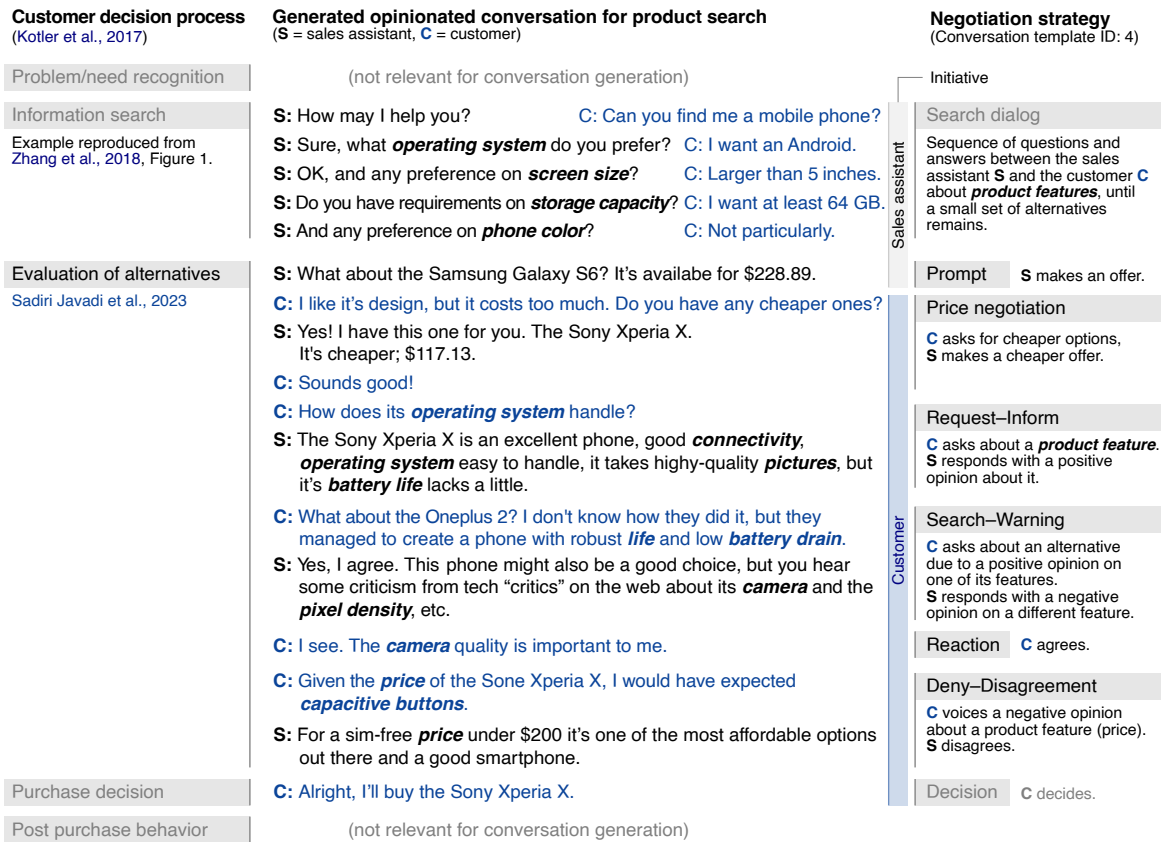 Customer decision process
(Kotler et al., 2017)
Generated opinionated conversation for product search
(S = sales assistant, C = customer)
Negotiation strategy
(Conversation template ID: 4)
Problem/need recognition
(not relevant for conversation generation)
Initiative
Information search
Example reproduced from
Zhang et al., 2018, Figure 1.
S: How may I help you?
C: Can you find me a mobile phone?
S: Sure, what operating system do you prefer?
C: I want an Android.
S: OK, and any preference on screen size?
C: Larger than 5 inches.
S: Do you have requirements on storage capacity?
C: I want at least 64 GB.
S: And any preference on phone color?
C: Not particularly.
Sales assistant
Search dialog
Sequence of questions and
answers between the sales
assistant S and the customer C
about product features, until
a small set of alternatives
remains.
Evaluation of alternatives
Sadiri Javadi et al., 2023
S: What about the Samsung Galaxy S6? It's availabe for $228.89.
Prompt
S makes an offer.
C: I like it's design, but it costs too much. Do you have any cheaper ones?
S: Yes! I have this one for you. The Sony Xperia X.
It's cheaper; $117.13.
C: Sounds good!
Price negotiation
C asks for cheaper options,
S makes a cheaper offer.
C: How does its operating system handle?
S: The Sony Xperia X is an excellent phone, good connectivity,
operating system easy to handle, it takes highy-quality pictures, but
it's battery life lacks a little.
Request–Inform
C asks about a product feature.
S responds with a positive
opinion about it.
Customer
C: What about the Oneplus 2? I don't know how they did it, but they
managed to create a phone with robust life and low battery drain.
S: Yes, I agree. This phone might also be a good choice, but you hear
some criticism from tech “critics” on the web about its camera and the
pixel density, etc.
Search–Warning
C asks about an alternative
due to a positive opinion on
one of its features.
S responds with a negative
opinion on a different feature.
C: I see. The camera quality is important to me.
Reaction
C agrees.
C: Given the price of the Sone Xperia X, I would have expected
capacitive buttons.
S: For a sim-free price under $200 it's one of the most affordable options
out there and a good smartphone.
Deny–Disagreement
C voices a negative opinion
about a product feature (price).
S disagrees.
Purchase decision
C: Alright, I'll buy the Sony Xperia X.
Decision
C decides.
Post purchase behavior
(not relevant for conversation generation)